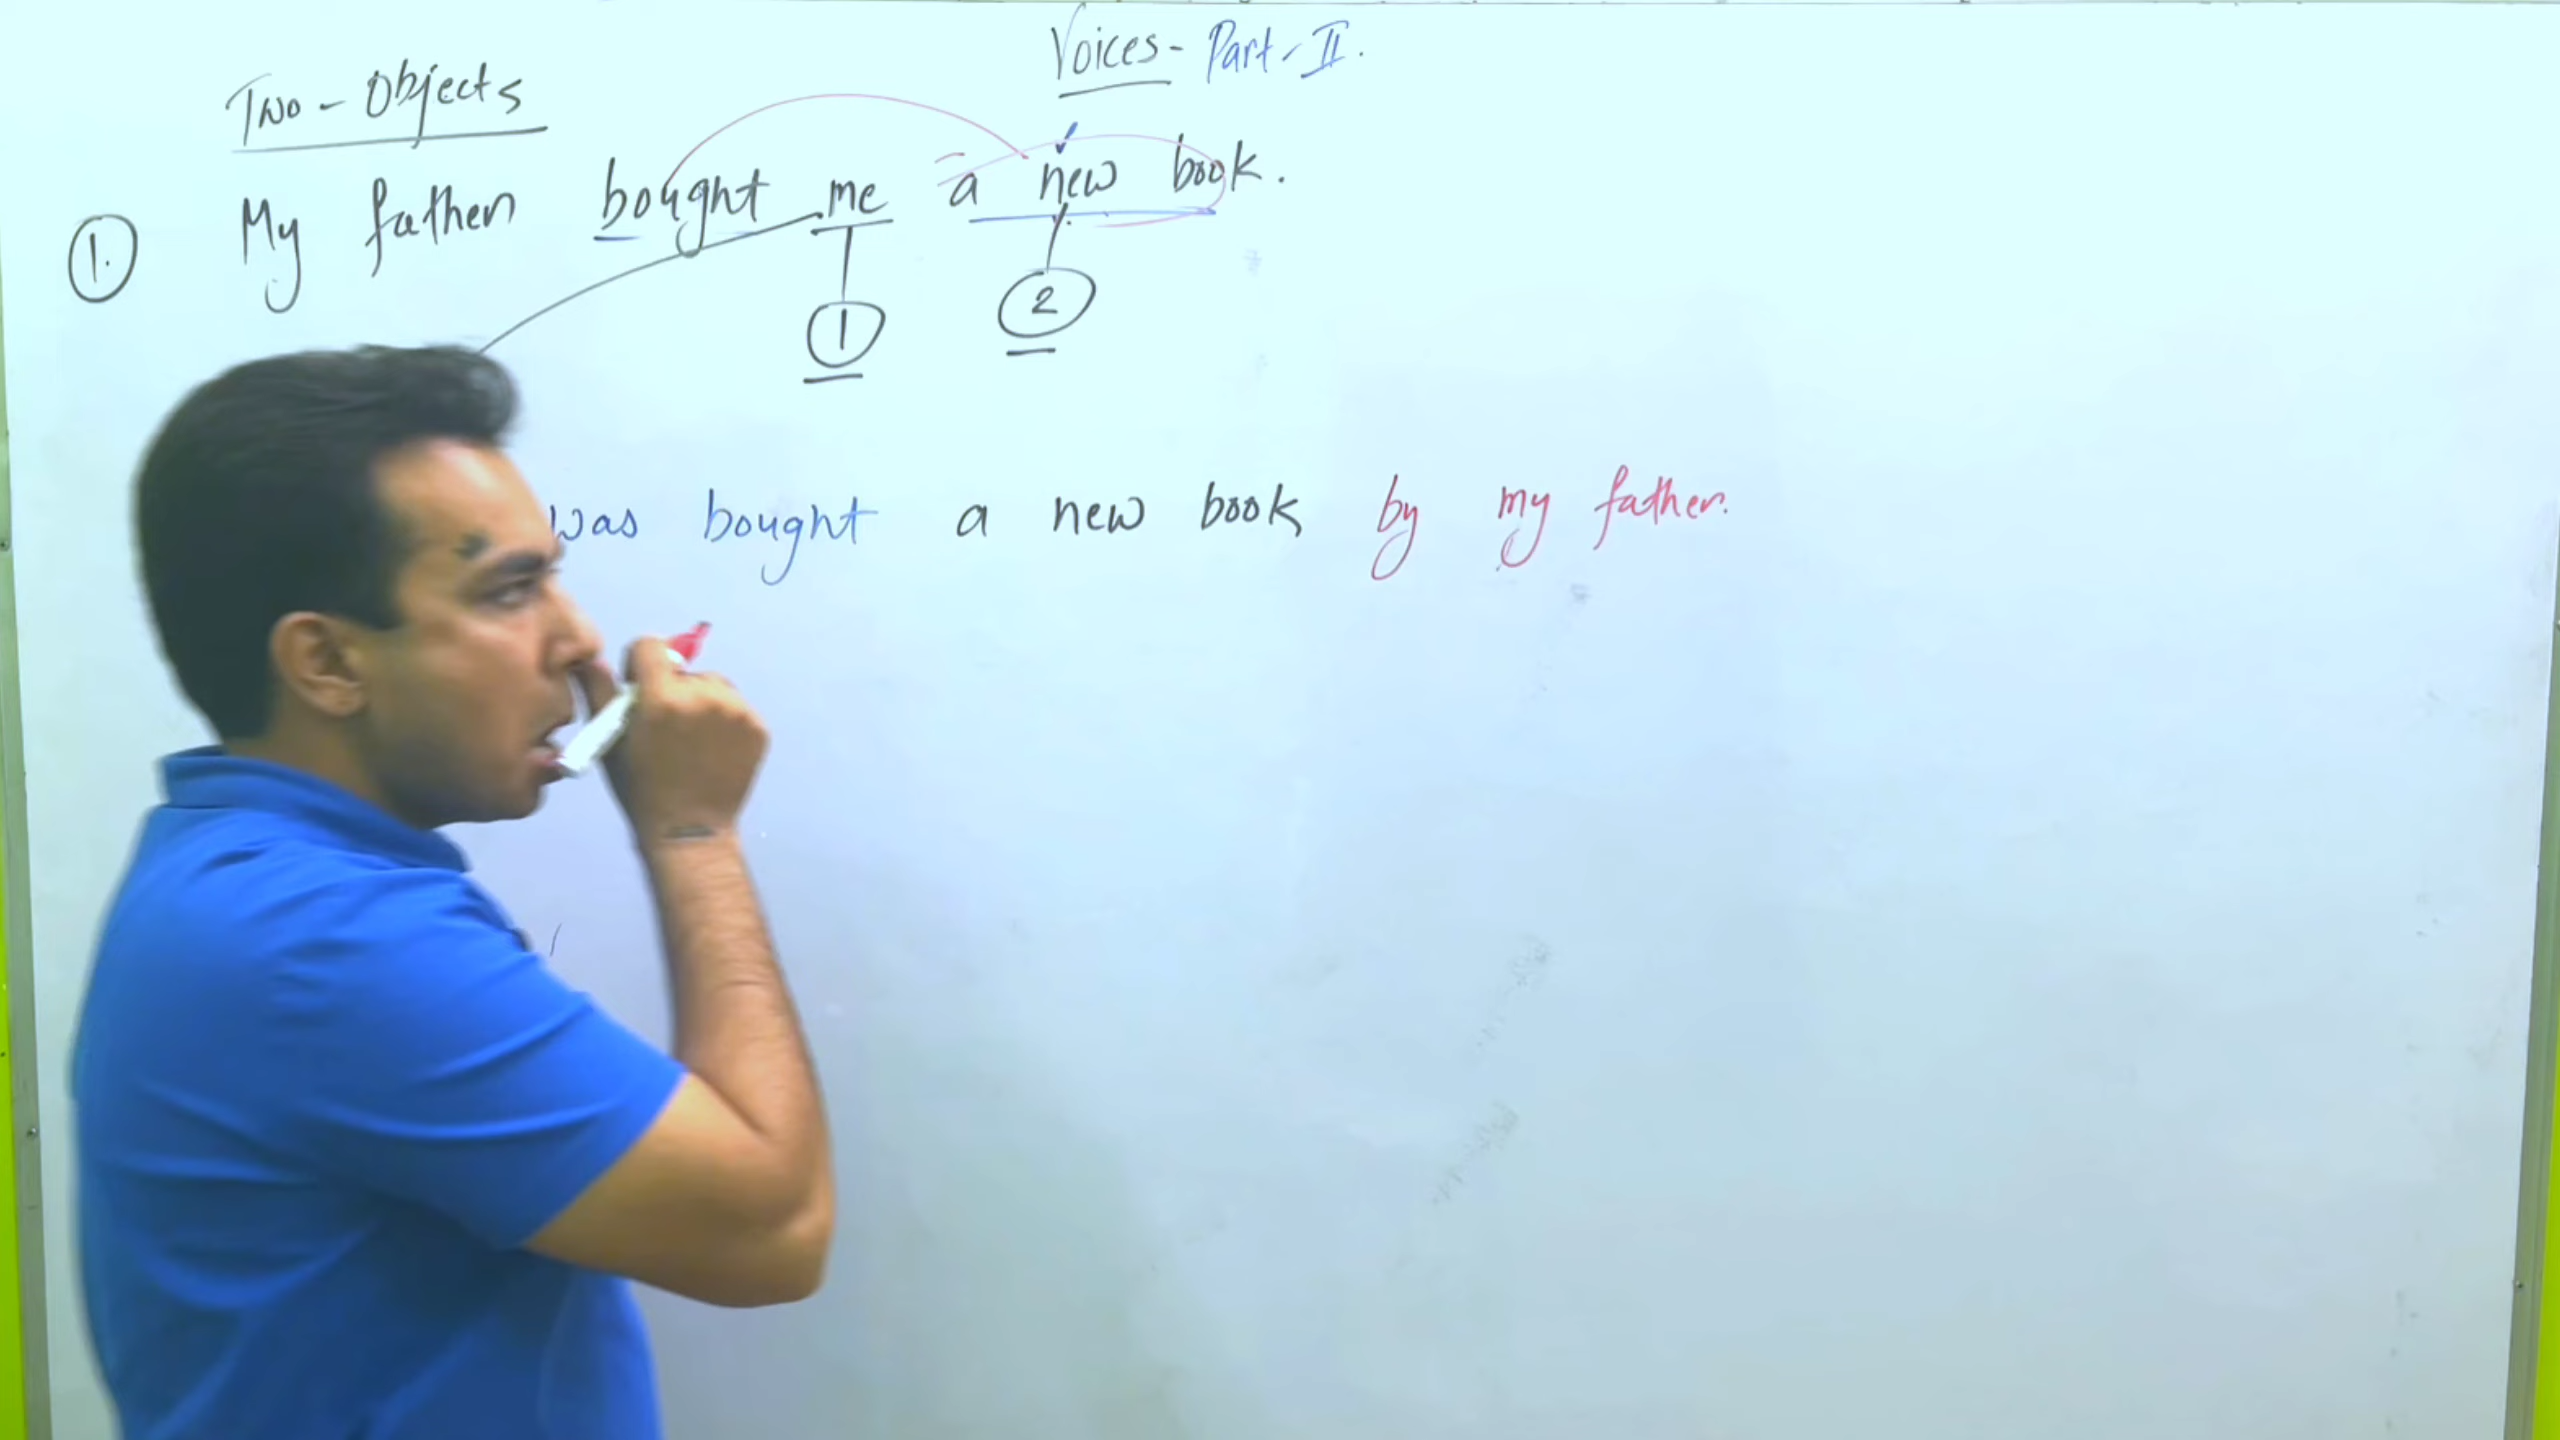 Voices - Part - II.
Two - Objects
1. My father bought me a new book.
1 2
was bought a new book by my father.